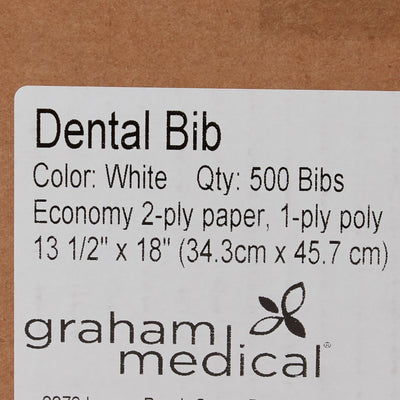 Dental Bib
Color: White Qty: 500 Bibs
Economy 2-ply paper, 1-ply poly
13 1/2" x 18" (34.3cm x 45.7 cm)
graham
medical®